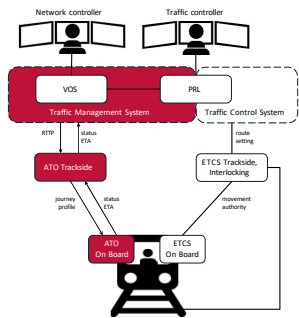 Network controller
Traffic controller
VOS
PRL
Traffic Management System
Traffic Control System
RTTP
status
ETA
route
setting
ATO Trackside
ETCS Trackside,
Interlocking
journey
profile
status
ETA
movement
authority
ATO
On Board
ETCS
On Board